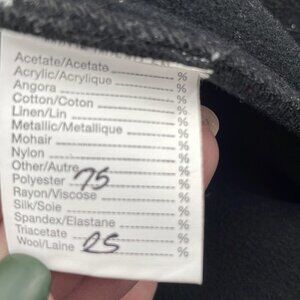 Acetate/Acetate %
Acrylic/Acrylique %
Angora %
Cotton/Coton %
Linen/Lin %
Metallic/Metallique %
Mohair %
Nylon %
Other/Autre %
Polyester 75 %
Rayon/Viscose %
Silk/Soie %
Spandex/Elastane %
Triacetate %
Wool/Laine 25 %